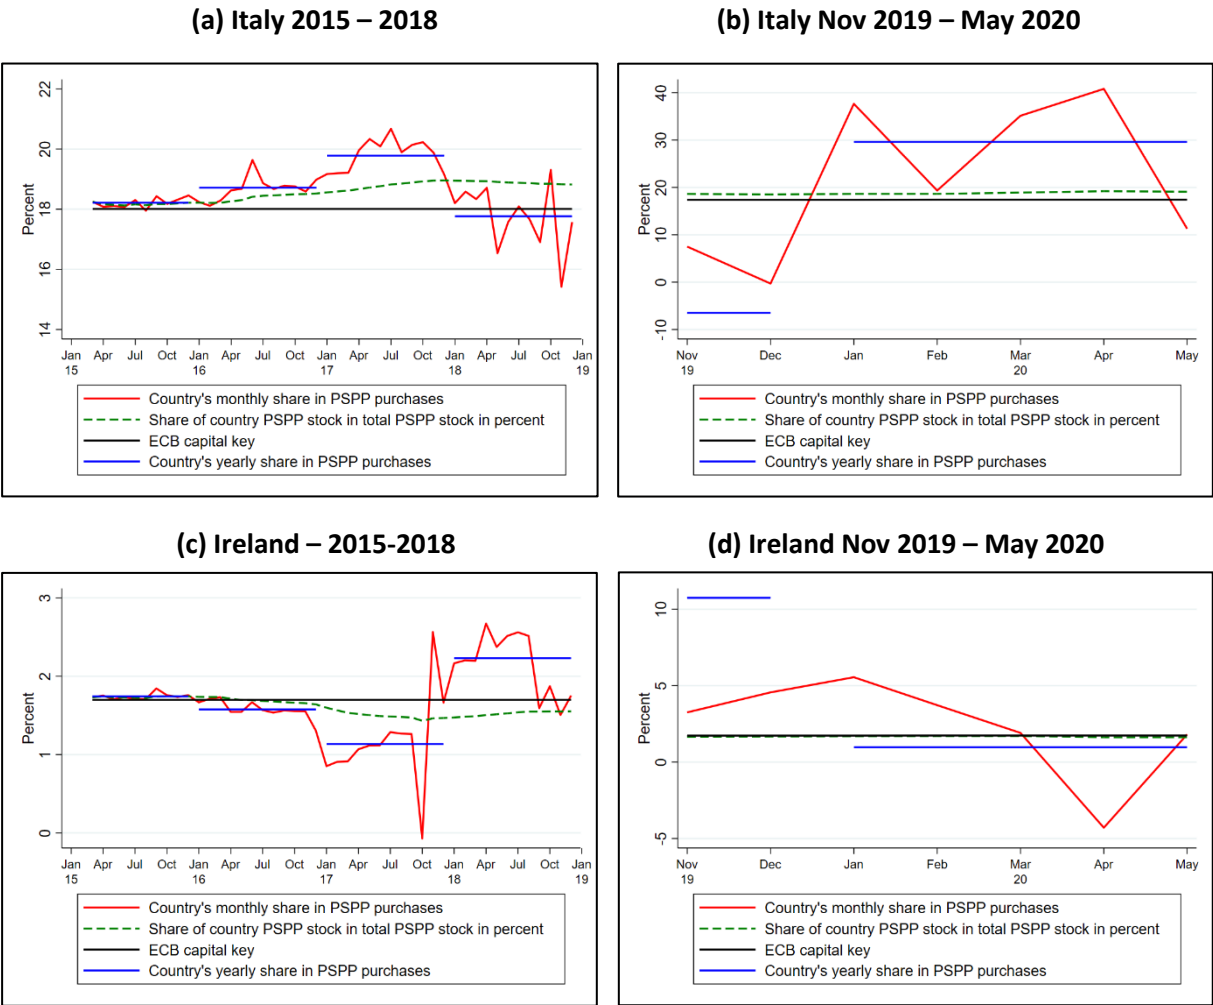 (a) Italy 2015 – 2018
Percent
22
20
18
16
14
Jan Apr Jul Oct Jan Apr Jul Oct Jan Apr Jul Oct Jan Apr Jul Oct Jan
15 16 17 18 19
Country's monthly share in PSPP purchases
Share of country PSPP stock in total PSPP stock in percent
ECB capital key
Country's yearly share in PSPP purchases
(b) Italy Nov 2019 – May 2020
Percent
40
30
20
10
0
-10
Nov Dec Jan Feb Mar Apr May
19 20
Country's monthly share in PSPP purchases
Share of country PSPP stock in total PSPP stock in percent
ECB capital key
Country's yearly share in PSPP purchases
(c) Ireland – 2015-2018
Percent
3
2
1
0
Jan Apr Jul Oct Jan Apr Jul Oct Jan Apr Jul Oct Jan Apr Jul Oct Jan
15 16 17 18 19
Country's monthly share in PSPP purchases
Share of country PSPP stock in total PSPP stock in percent
ECB capital key
Country's yearly share in PSPP purchases
(d) Ireland Nov 2019 – May 2020
Percent
10
5
0
-5
Nov Dec Jan Feb Mar Apr May
19 20
Country's monthly share in PSPP purchases
Share of country PSPP stock in total PSPP stock in percent
ECB capital key
Country's yearly share in PSPP purchases